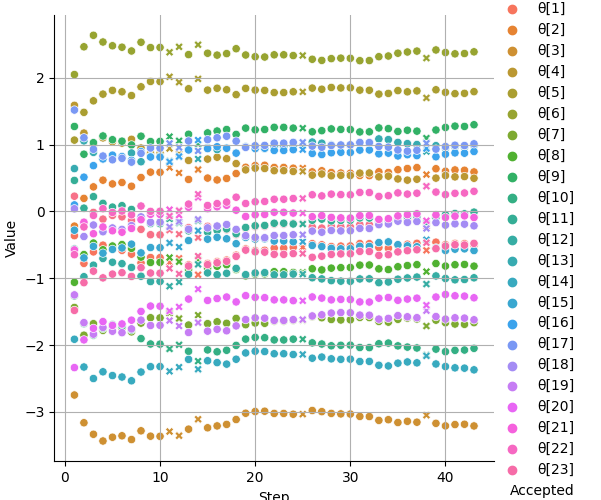 θ[1]
θ[2]
θ[3]
θ[4]
θ[5]
θ[6]
θ[7]
θ[8]
θ[9]
θ[10]
θ[11]
θ[12]
θ[13]
θ[14]
θ[15]
θ[16]
θ[17]
θ[18]
θ[19]
θ[20]
θ[21]
θ[22]
θ[23]
Accepted
Value
2
1
0
−1
−2
−3
0 10 20 30 40
Step